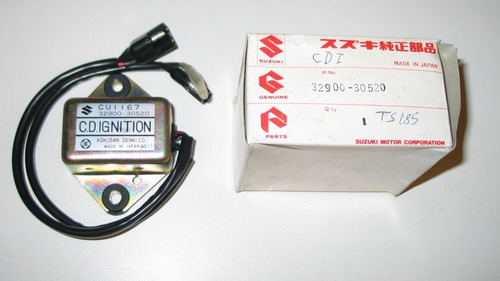 CU1167
32900-30520
C.D.IGNITION
KOKUSAN DENKI CO.
MADE IN JAPAN
スズキ純正部品
SUZUKI
CDI
MADE IN JAPAN
P/No.
32900-30520
GENUINE
Q'ty
1
TS185
PARTS
SUZUKI MOTOR CORPORATION